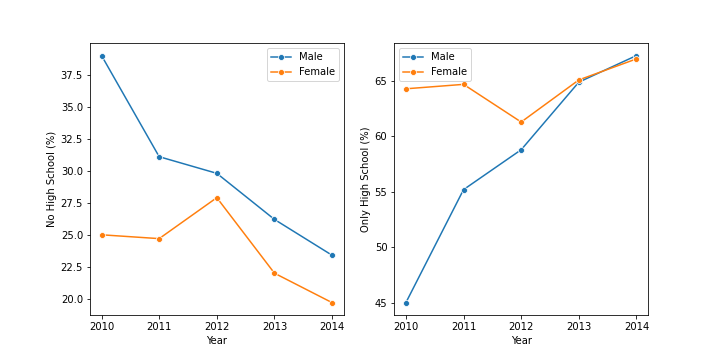 No High School (%)
37.5
35.0
32.5
30.0
27.5
25.0
22.5
20.0
2010 2011 2012 2013 2014
Year
Male
Female
Only High School (%)
65
60
55
50
45
2010 2011 2012 2013 2014
Year
Male
Female